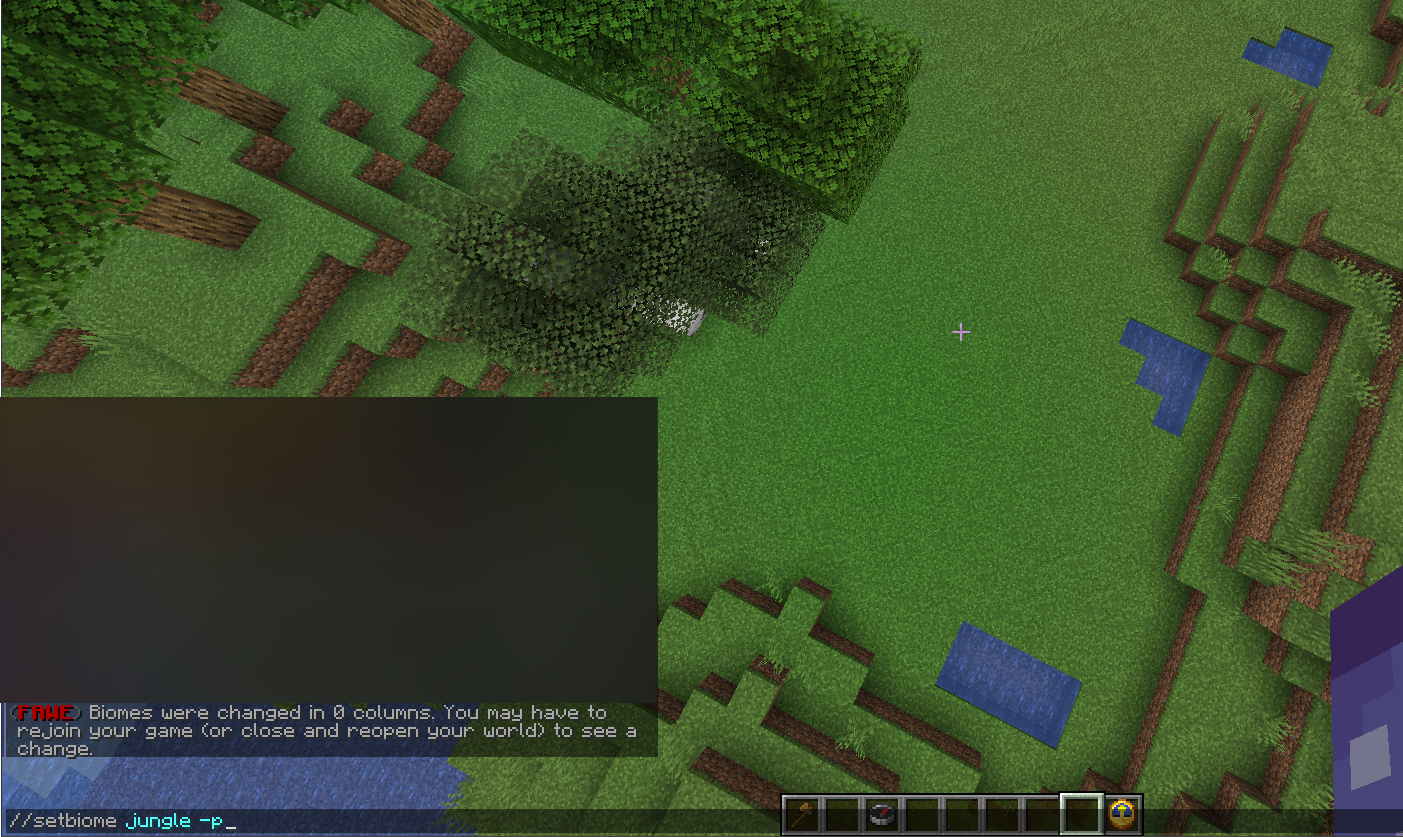 (FAWE) Biomes were changed in 0 columns. You may have to
rejoin your game (or close and reopen your world) to see a
change.
//setbiome jungle -p_